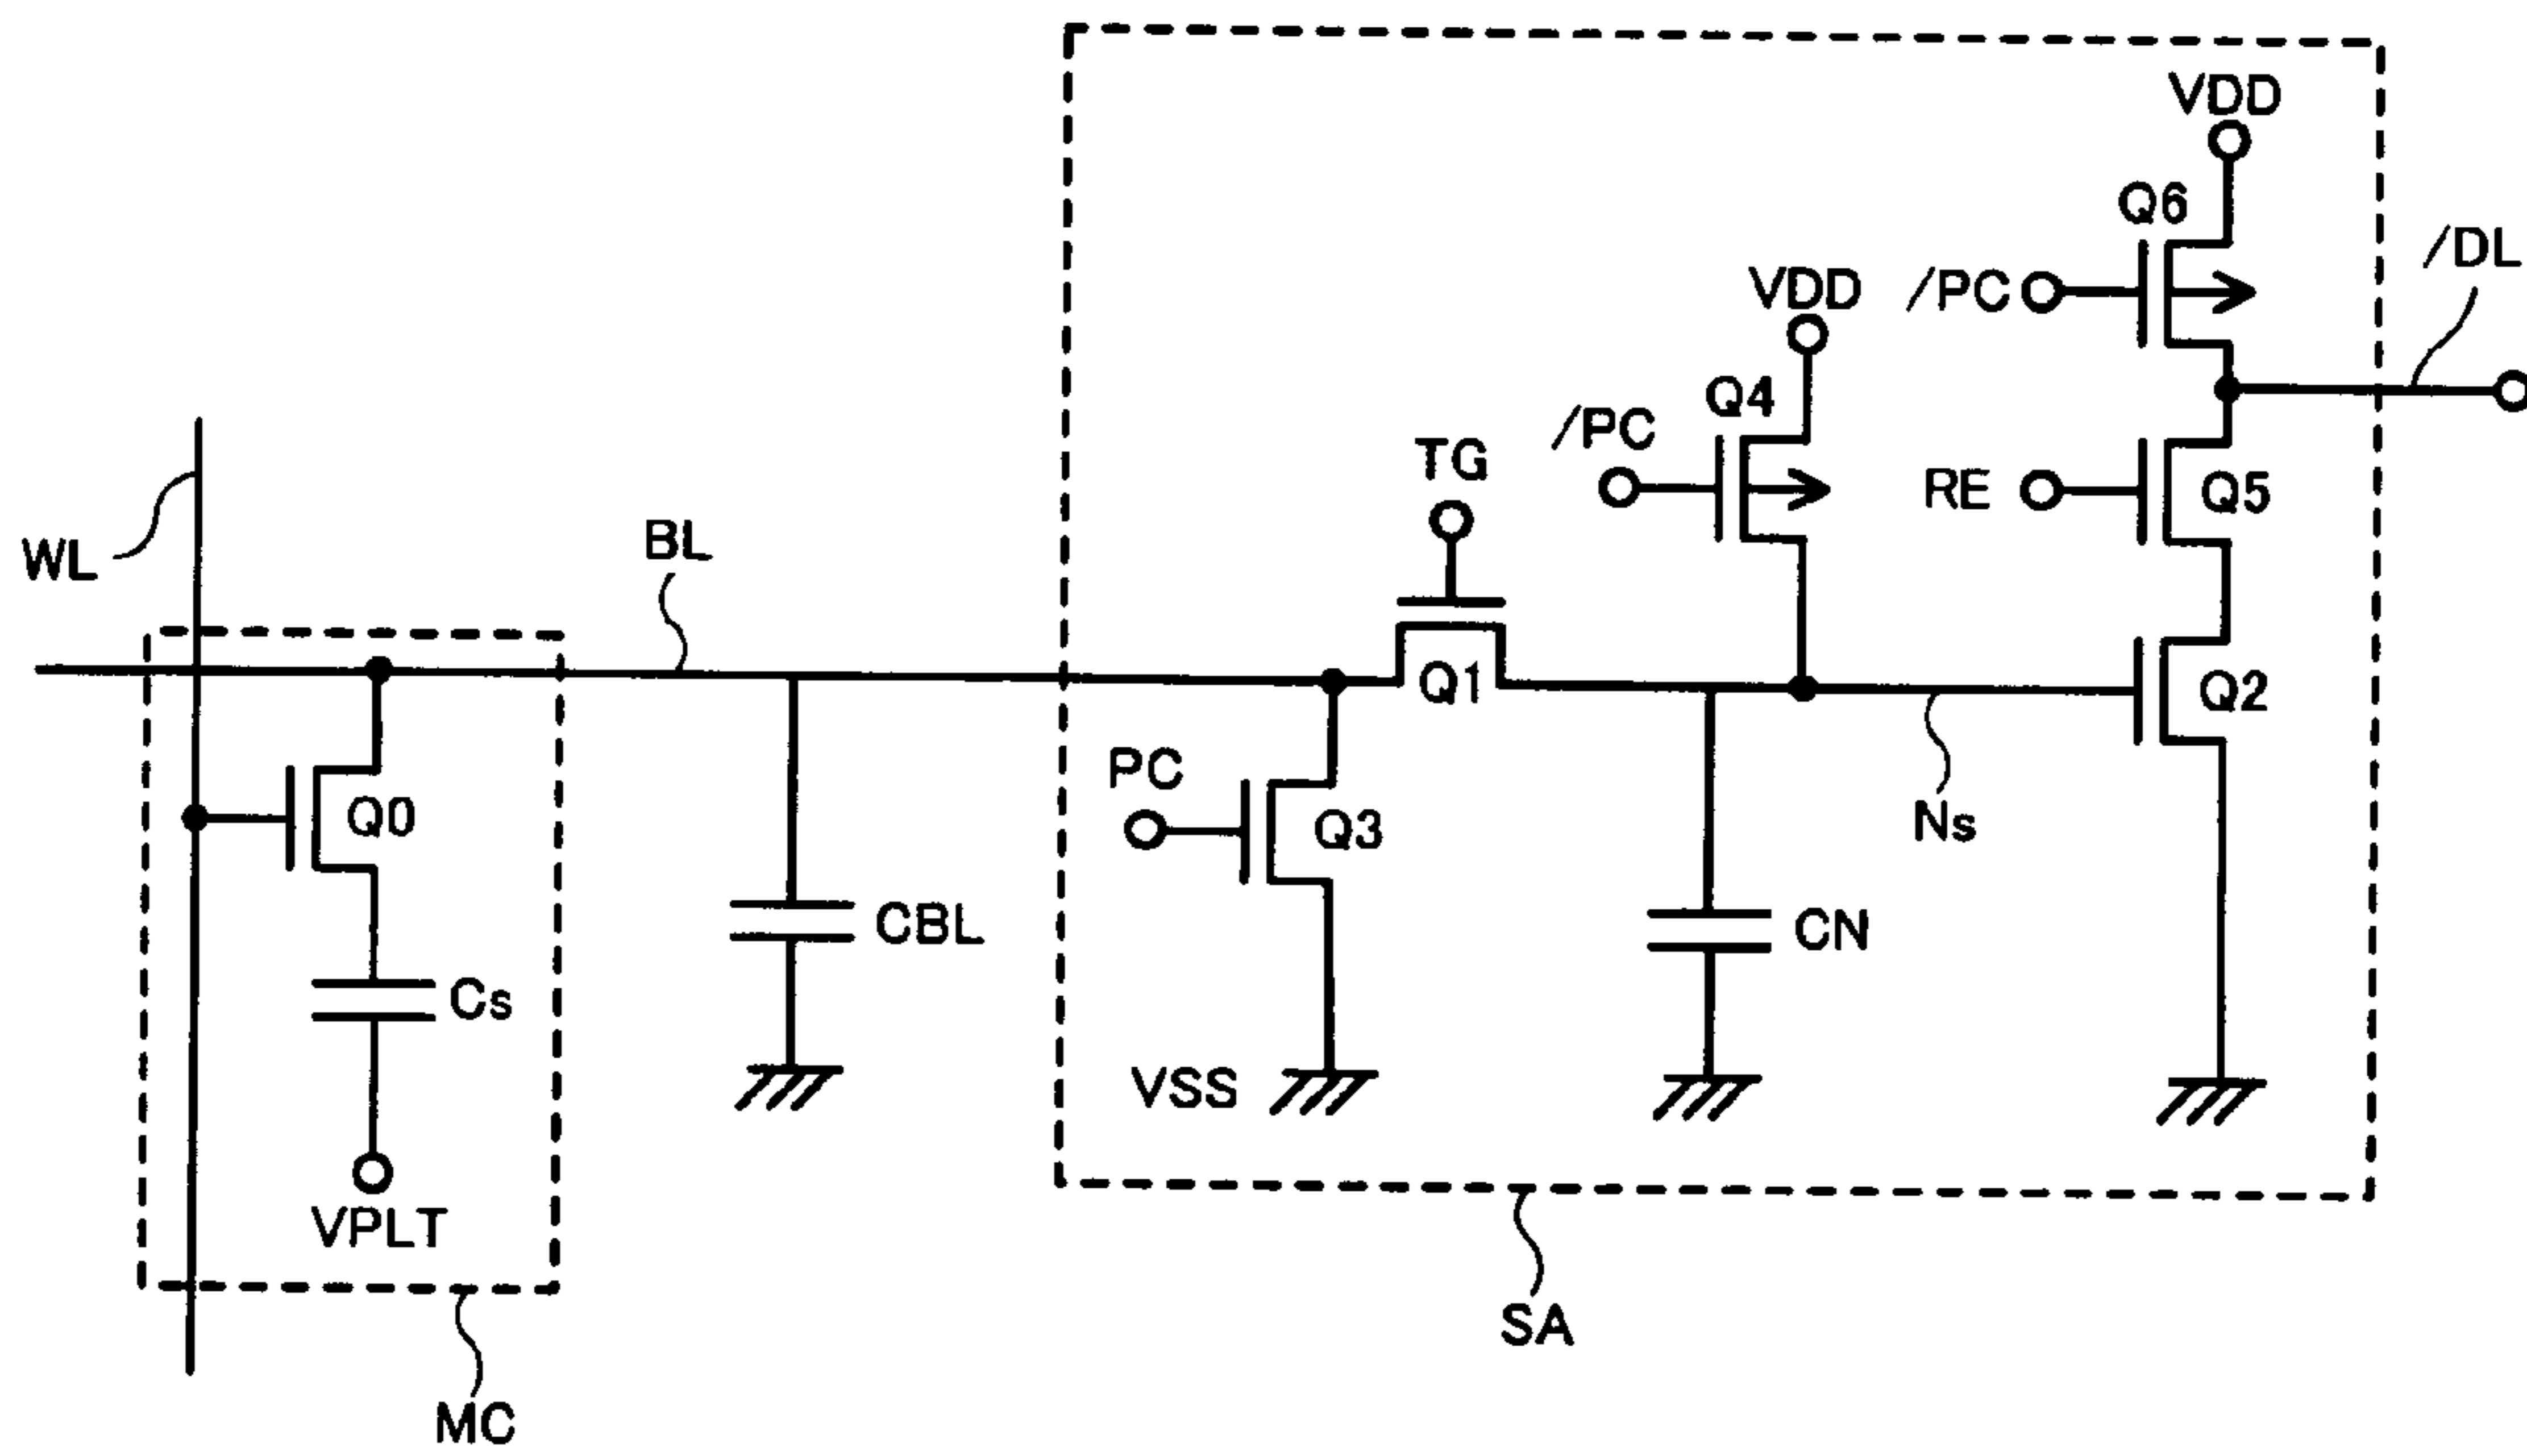 VDD
Q6
/DL
VDD
/PC
Q4
/PC
TG
RE
Q5
BL
WL
Q1
Q2
PC
Q0
Q3
Ns
CBL
CN
Cs
VSS
VPLT
SA
MC